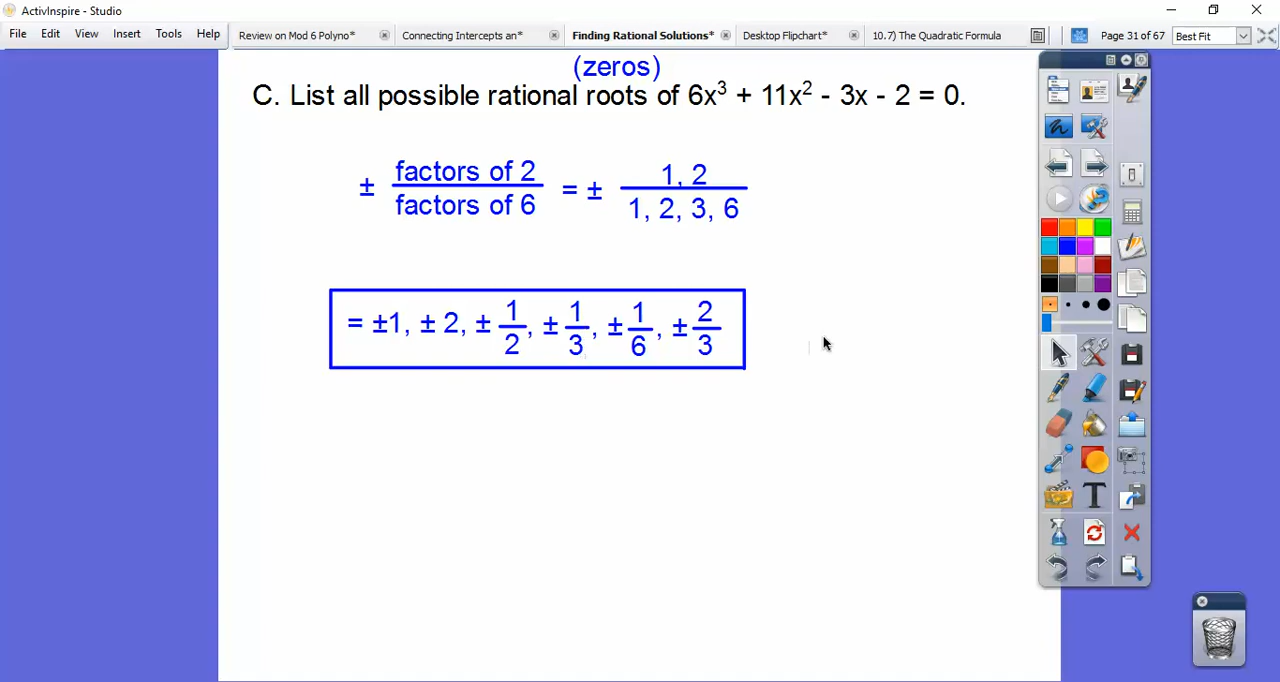 ActivInspire - Studio
File Edit View Insert Tools Help
Review on Mod 6 Polyno* Connecting Intercepts an* Finding Rational Solutions* Desktop Flipchart* 10.7) The Quadratic Formula Page 31 of 67 Best Fit
(zeros)
C. List all possible rational roots of 6x³ + 11x² - 3x - 2 = 0.
± factors of 2 / factors of 6 = ± 1, 2 / 1, 2, 3, 6
= ±1, ± 2, ± 1/2, ± 1/3, ± 1/6, ± 2/3
T